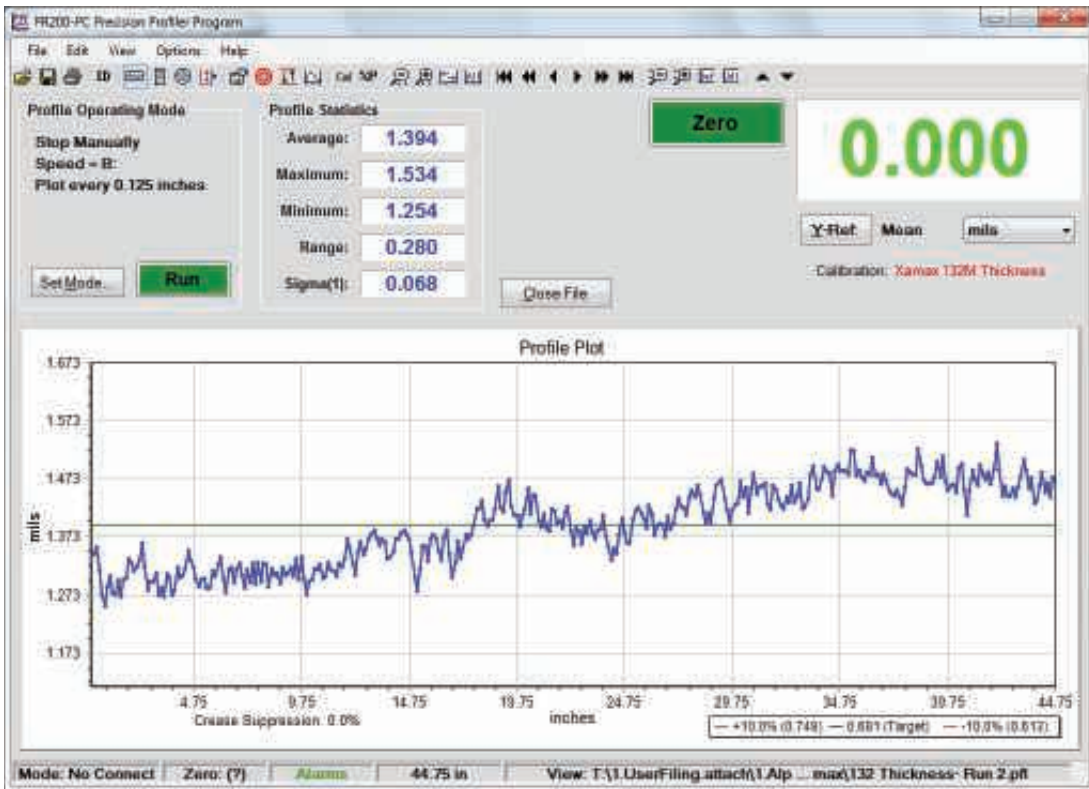 PR200-PC Precision Profiler Program
File Edit View Options Help
Profile Operating Mode
Stop Manually
Speed = B:
Plot every 0.125 inches
Set Mode..
Run
Profile Statistics
Average: 1.394
Maximum: 1.534
Minimum: 1.254
Range: 0.280
Sigma(1): 0.068
Close File
Zero
0.000
Y-Ref: Mean mils
Calibration: Xamax 132M Thickness
Profile Plot
1.673
1.573
1.473
1.373
1.273
1.173
mils
4.75 9.75 14.75 19.75 24.75 29.75 34.75 39.75 44.75
Crease Suppression 0.0%
inches
+10.0% (0.749) 0.681 (Target) -10.0% (0.613)
Mode: No Connect Zero: (?) Alarms 44.75 in View: T:\1.UserFiling.attach\1.Alp ... max\132 Thickness- Run 2.pfl